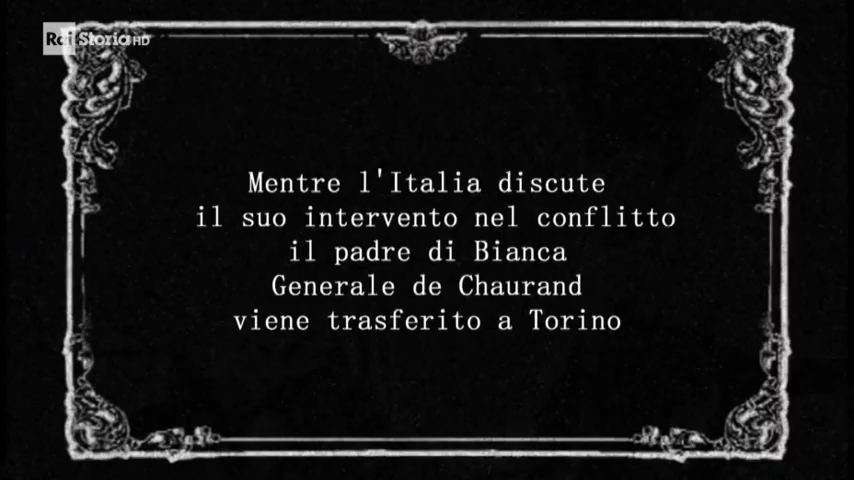 Rai Storia HD
Mentre l'Italia discute
il suo intervento nel conflitto
il padre di Bianca
Generale de Chaurand
viene trasferito a Torino